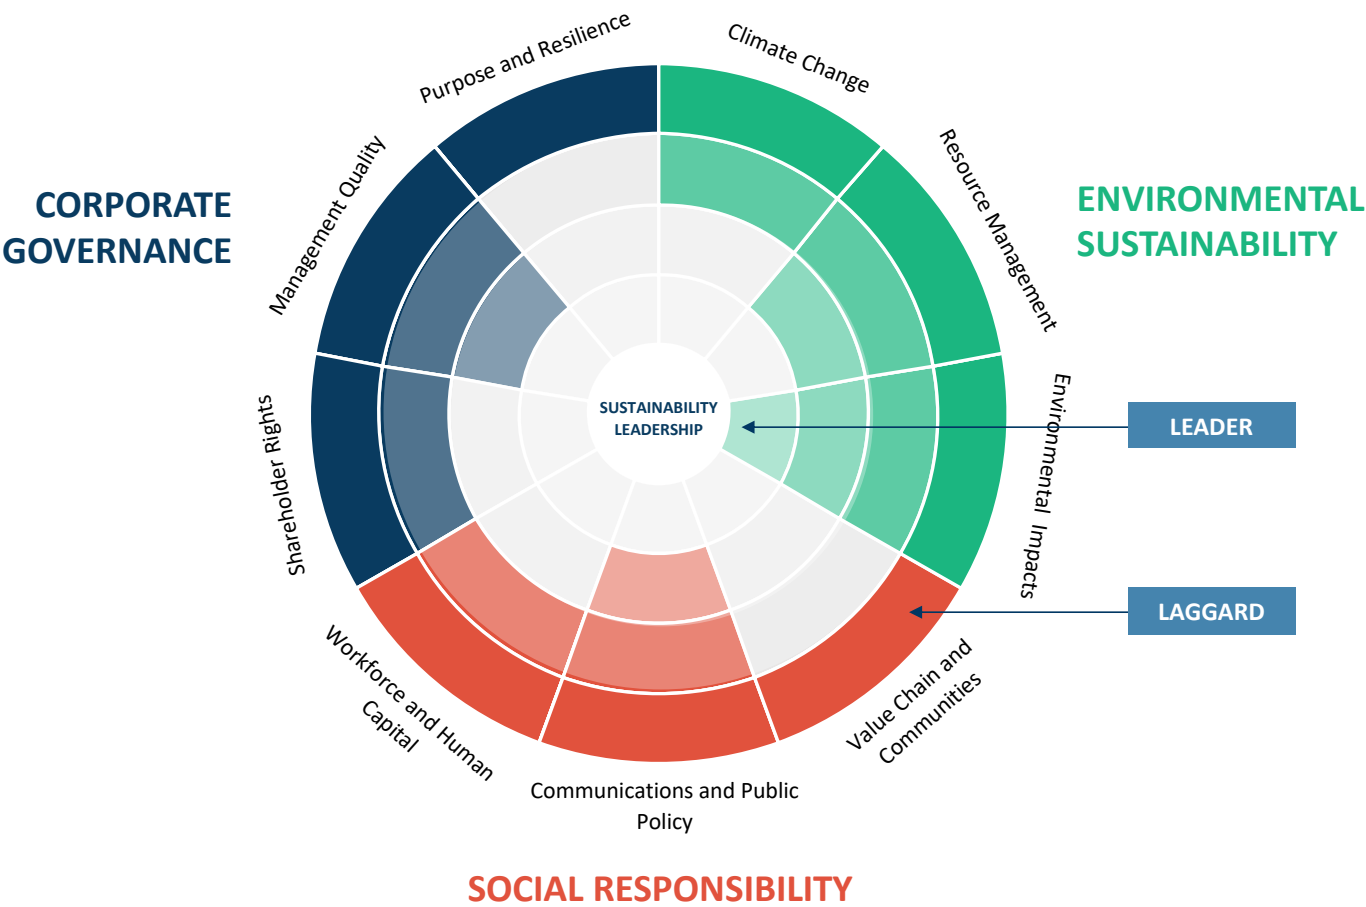 Purpose and Resilience
Climate Change
Management Quality
Resource Management
CORPORATE
GOVERNANCE
ENVIRONMENTAL
SUSTAINABILITY
Shareholder Rights
SUSTAINABILITY
LEADERSHIP
Environmental Impacts
LEADER
LAGGARD
Workforce and Human
Capital
Value Chain and
Communities
Communications and Public
Policy
SOCIAL RESPONSIBILITY